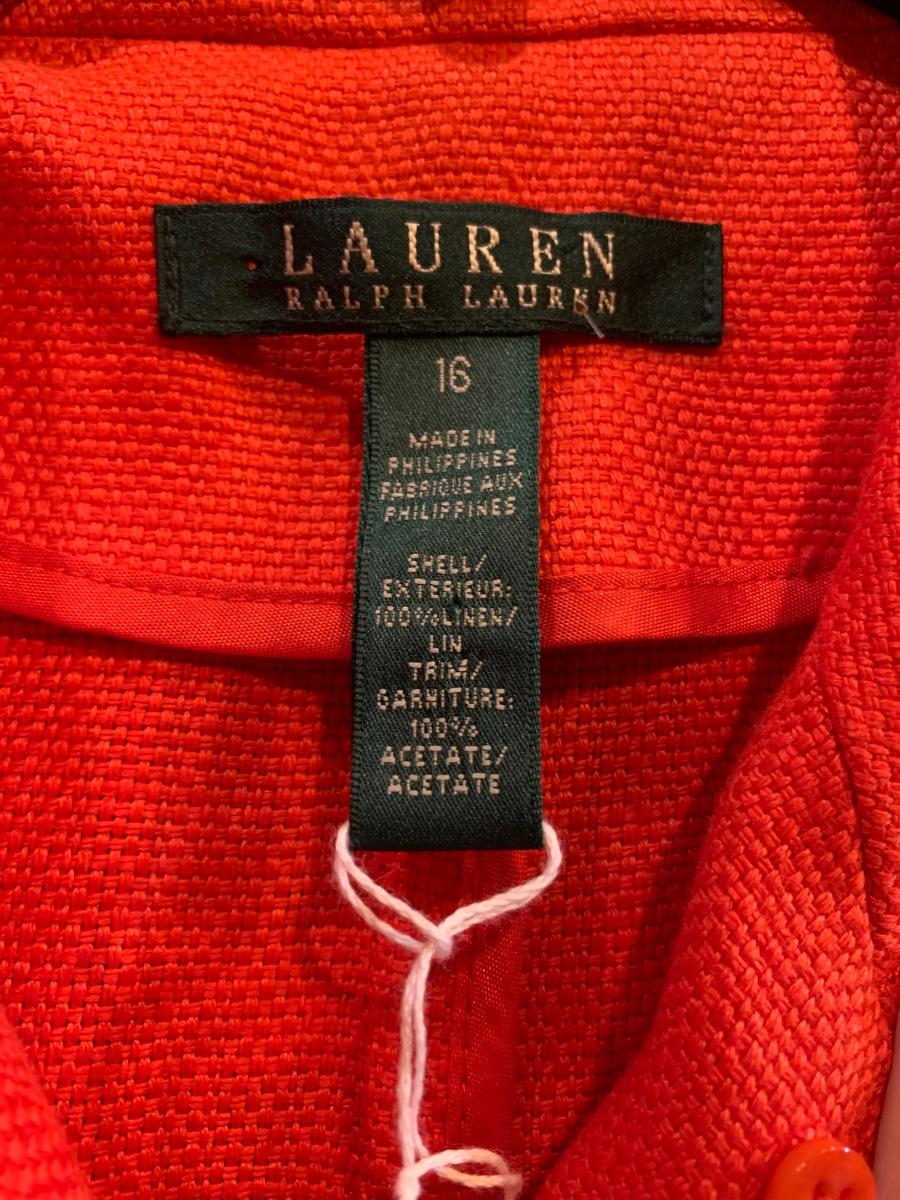 LAUREN
RALPH LAUREN
16
MADE IN
PHILIPPINES
FABRIQUE AUX
PHILIPPINES
SHELL/
EXTERIEUR:
100%LINEN/
LIN
TRIM/
GARNITURE:
100%
ACETATE/
ACETATE